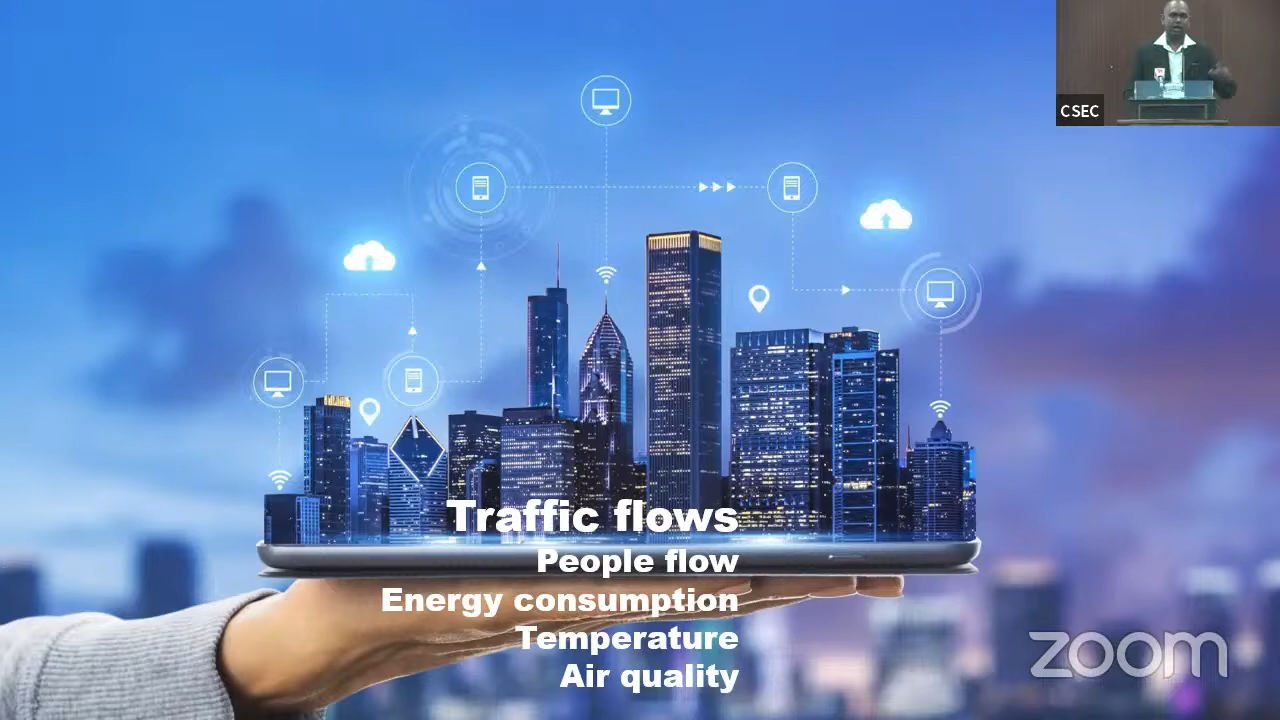 CSEC
Traffic flows
People flow
Energy consumption
Temperature
Air quality
zoom